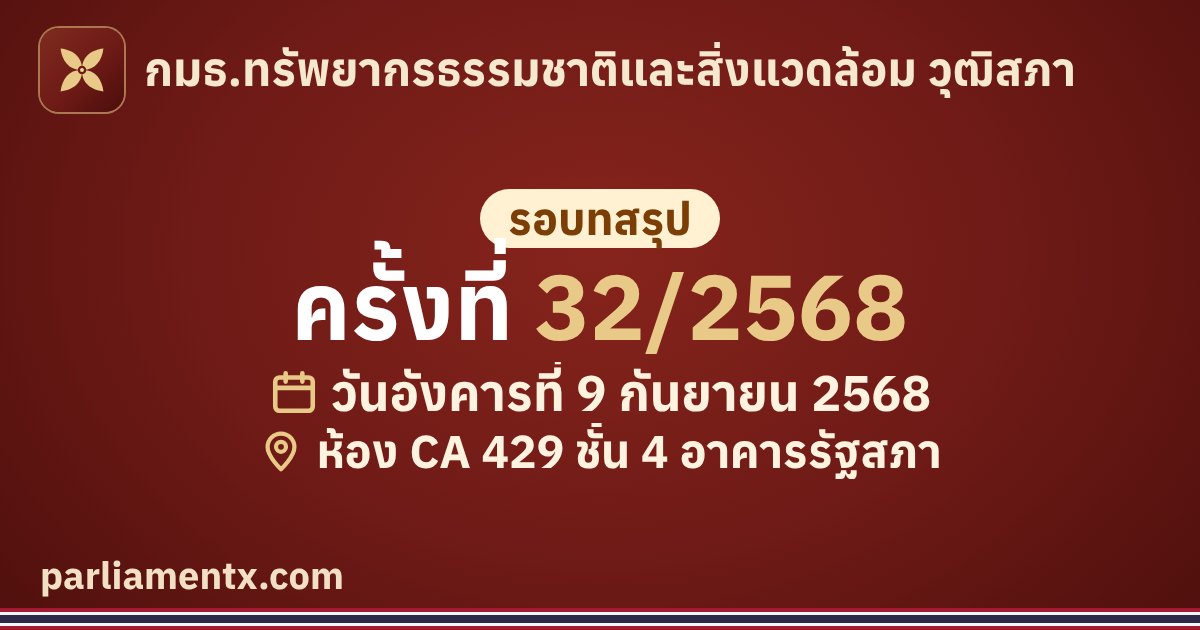 กมธ.ทรัพยากรธรรมชาติและสิ่งแวดล้อม วุฒิสภา
รอบทสรุป
ครั้งที่ 32/2568
วันอังคารที่ 9 กันยายน 2568
ห้อง CA 429 ชั้น 4 อาคารรัฐสภา
parliamentx.com